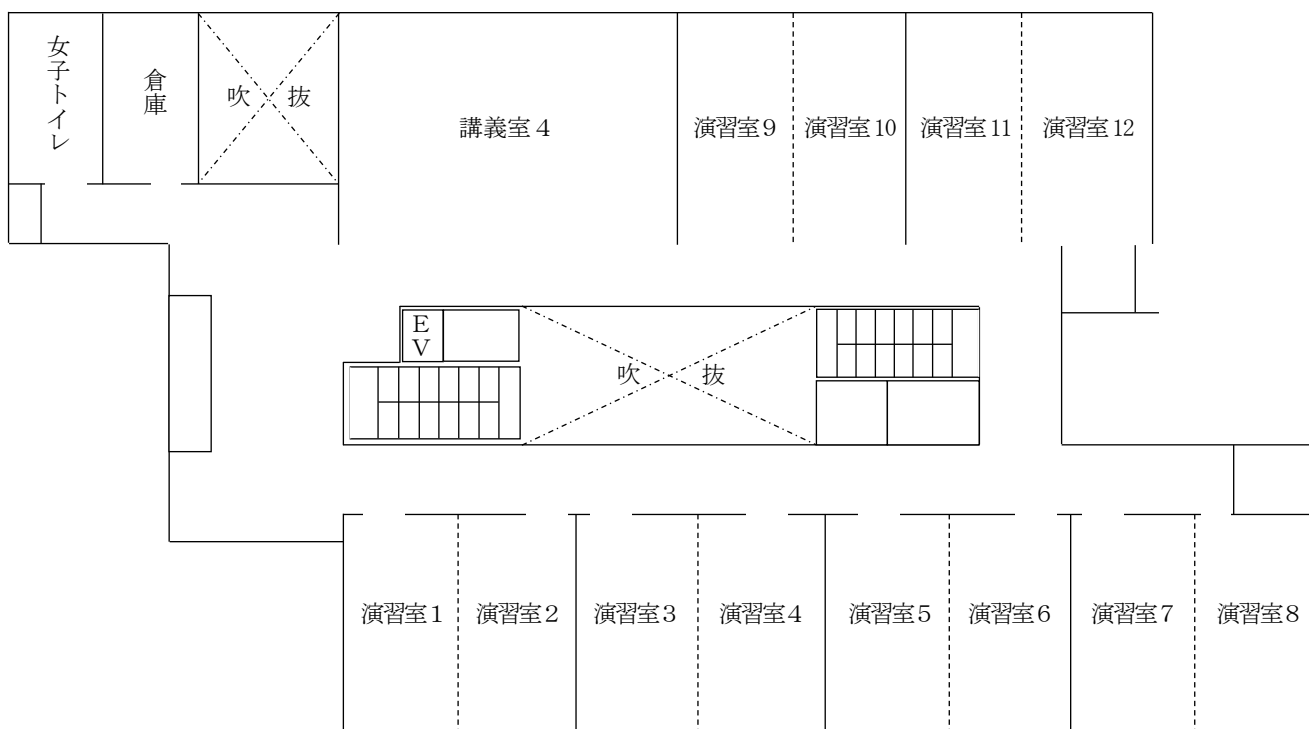 女子トイレ
倉庫
吹 抜
講義室４
演習室９
演習室10
演習室11
演習室12
EV
吹 抜
演習室１
演習室２
演習室３
演習室４
演習室５
演習室６
演習室７
演習室８